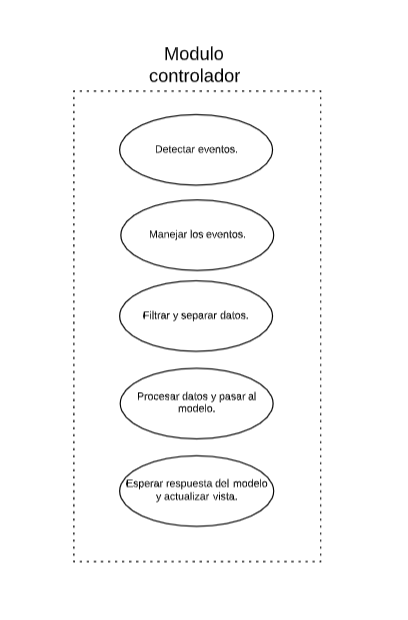 Modulo
controlador
Detectar eventos.
Manejar los eventos.
Filtrar y separar datos.
Procesar datos y pasar al
modelo.
Esperar respuesta del modelo
y actualizar vista.